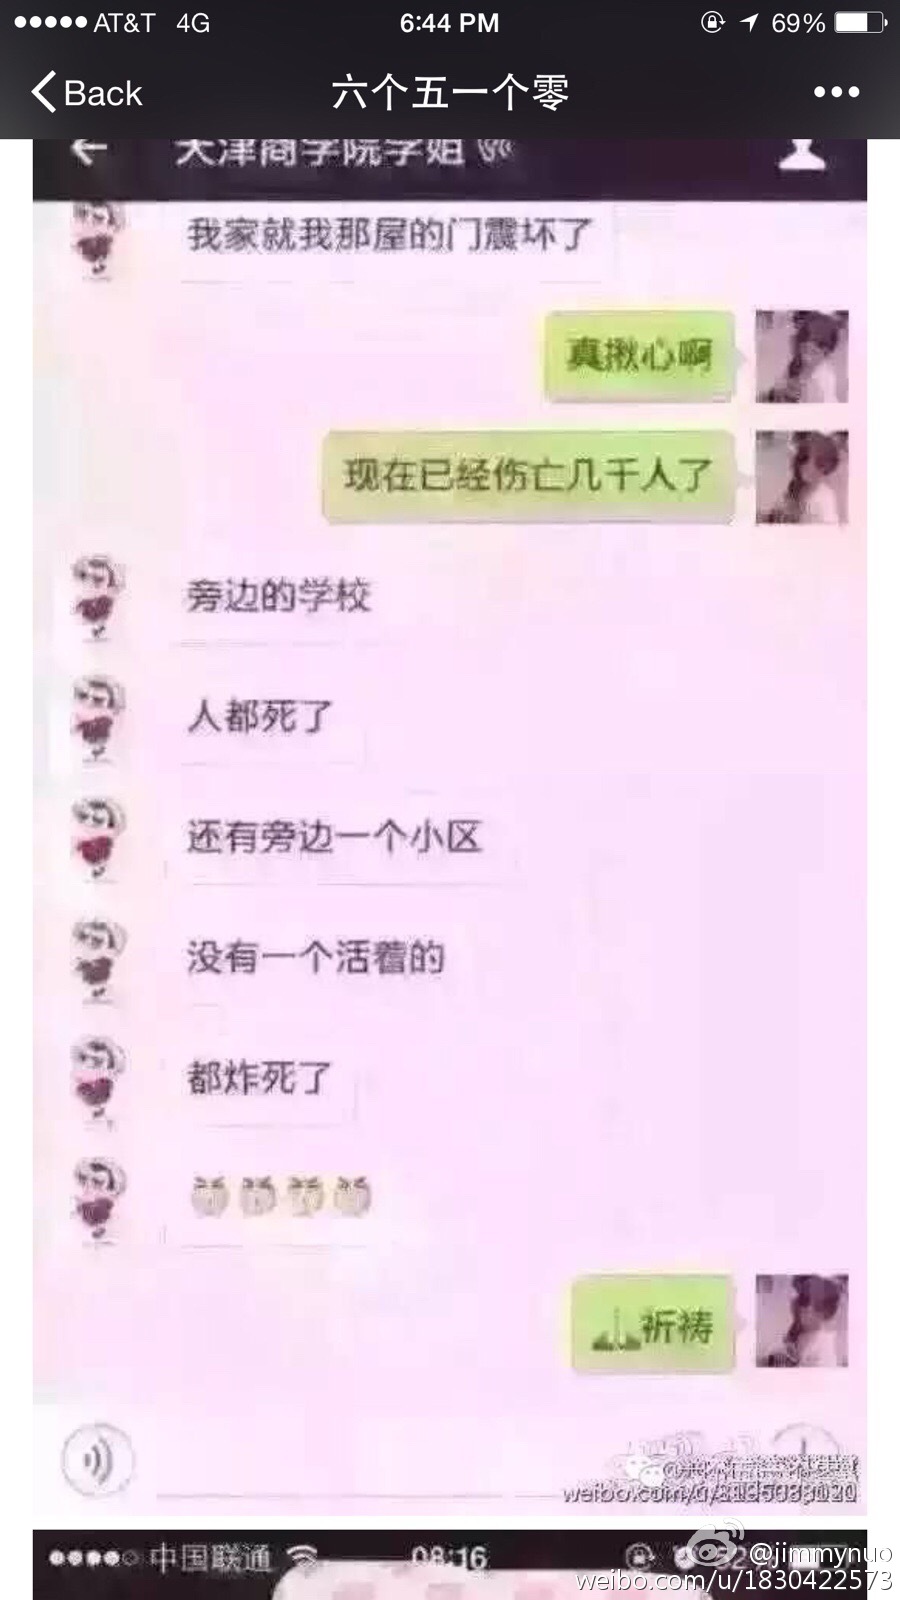 AT&T 4G 6:44 PM 69%
Back 六个五一个零
天津商学院学姐
我家就我那屋的门震坏了
真揪心啊
现在已经伤亡几千人了
旁边的学校
人都死了
还有旁边一个小区
没有一个活着的
都炸死了
祈祷
中国联通 08:16
@jimmynuo
weibo.com/u/1830422573